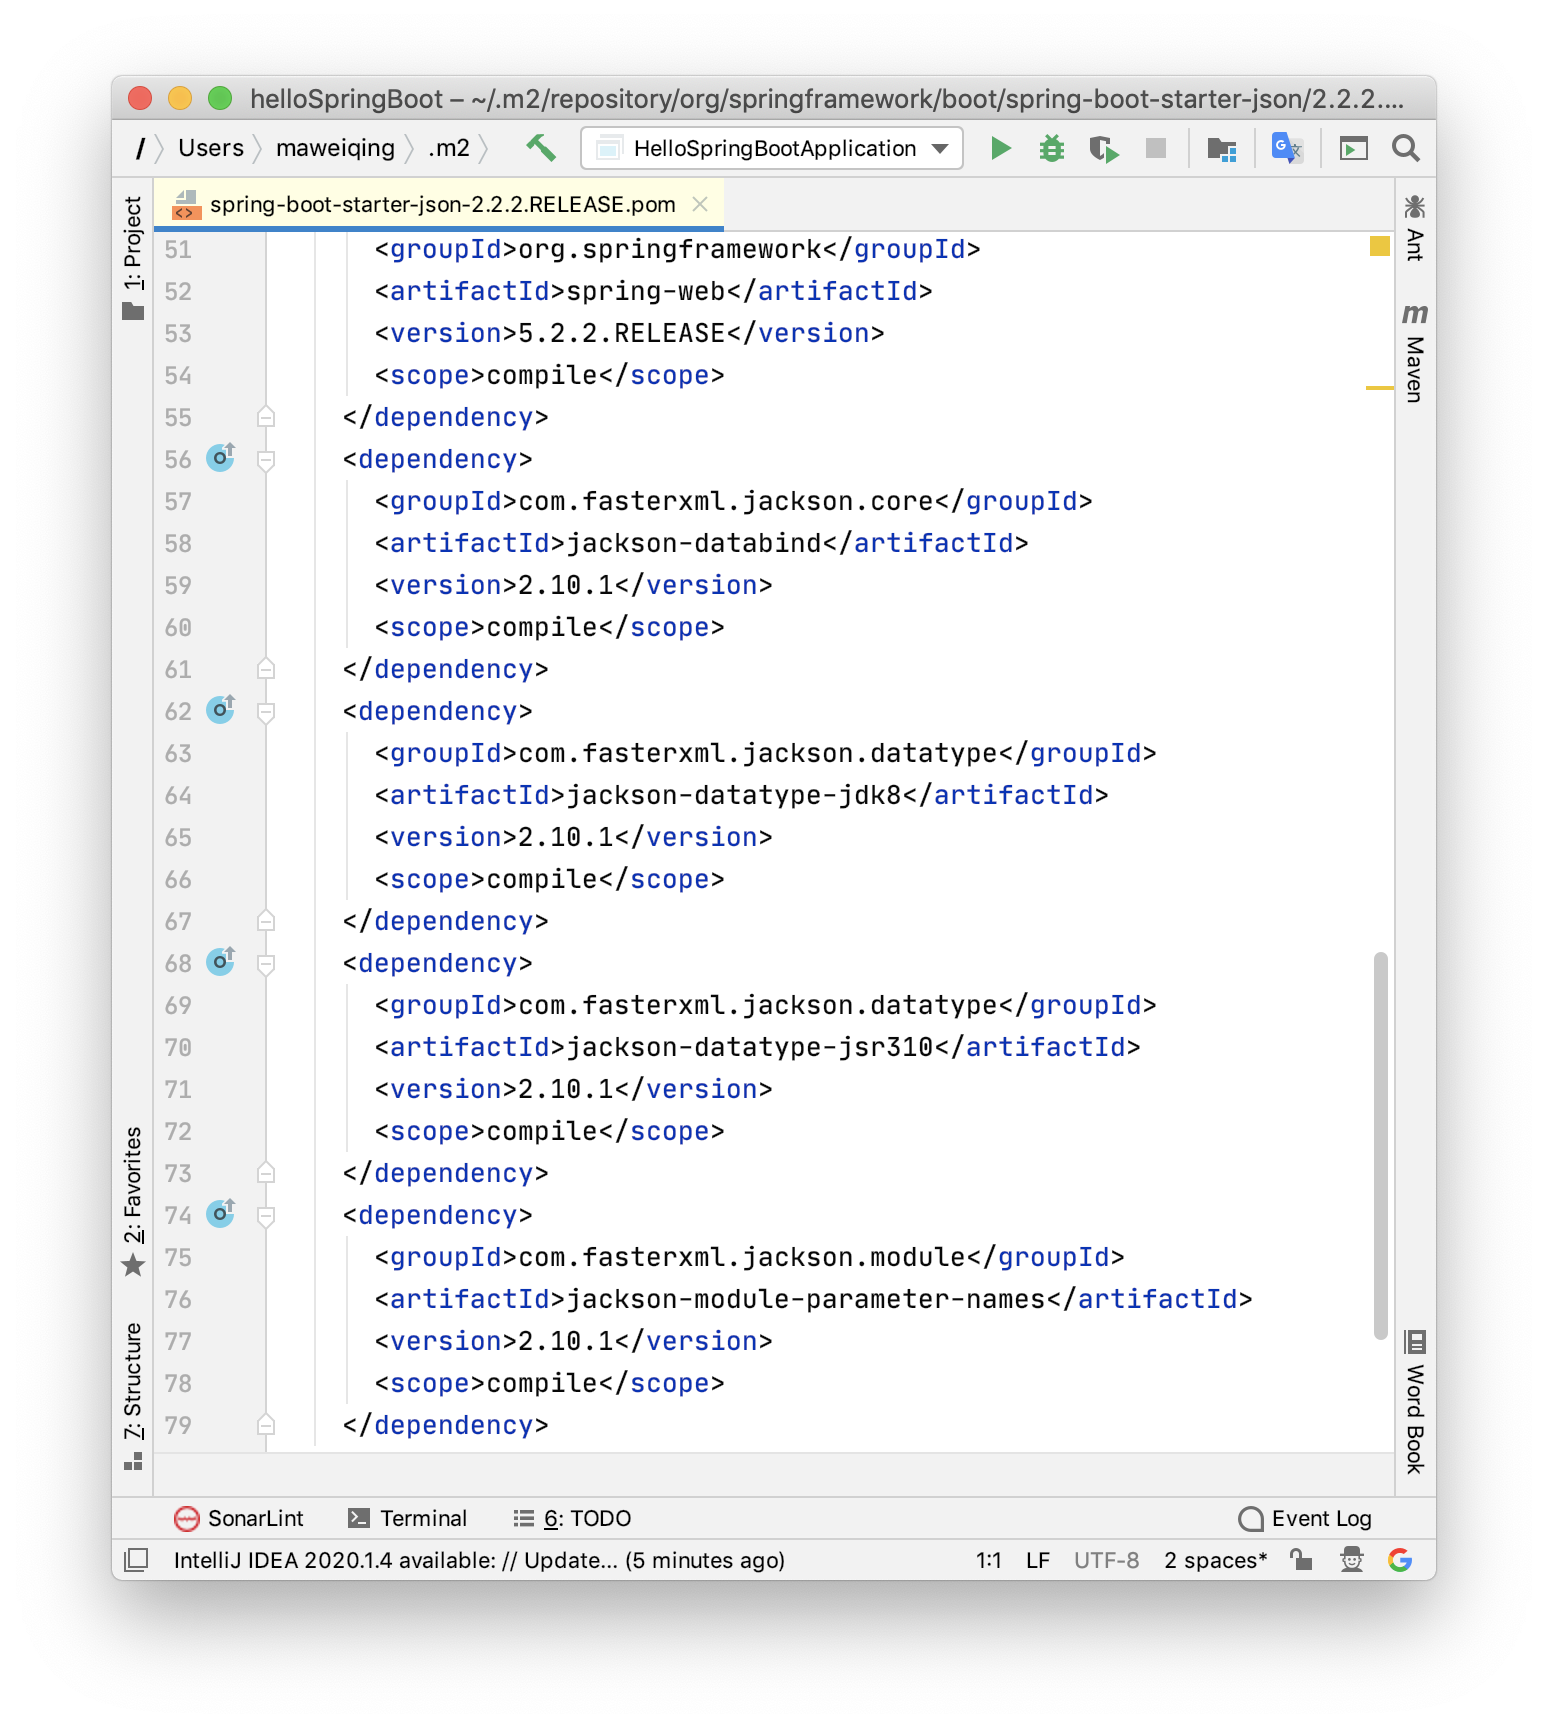 helloSpringBoot – ~/.m2/repository/org/springframework/boot/spring-boot-starter-json/2.2.2....
/ Users maweiqing .m2 HelloSpringBootApplication
1: Project
2: Favorites
7: Structure
spring-boot-starter-json-2.2.2.RELEASE.pom
51 <groupId>org.springframework</groupId>
52 <artifactId>spring-web</artifactId>
53 <version>5.2.2.RELEASE</version>
54 <scope>compile</scope>
55 </dependency>
56 <dependency>
57 <groupId>com.fasterxml.jackson.core</groupId>
58 <artifactId>jackson-databind</artifactId>
59 <version>2.10.1</version>
60 <scope>compile</scope>
61 </dependency>
62 <dependency>
63 <groupId>com.fasterxml.jackson.datatype</groupId>
64 <artifactId>jackson-datatype-jdk8</artifactId>
65 <version>2.10.1</version>
66 <scope>compile</scope>
67 </dependency>
68 <dependency>
69 <groupId>com.fasterxml.jackson.datatype</groupId>
70 <artifactId>jackson-datatype-jsr310</artifactId>
71 <version>2.10.1</version>
72 <scope>compile</scope>
73 </dependency>
74 <dependency>
75 <groupId>com.fasterxml.jackson.module</groupId>
76 <artifactId>jackson-module-parameter-names</artifactId>
77 <version>2.10.1</version>
78 <scope>compile</scope>
79 </dependency>
Ant
m Maven
Word Book
SonarLint Terminal 6: TODO Event Log
IntelliJ IDEA 2020.1.4 available: // Update... (5 minutes ago) 1:1 LF UTF-8 2 spaces*